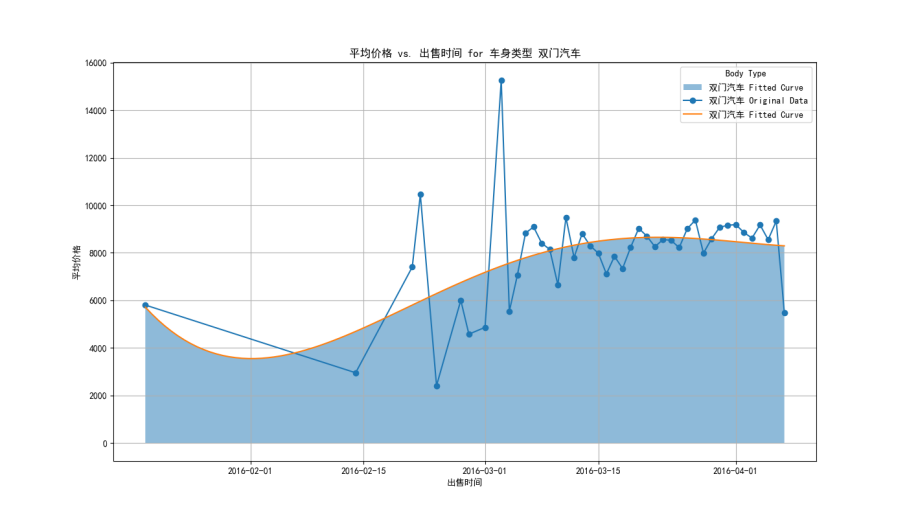 平均价格 vs. 出售时间 for 车身类型 双门汽车
Body Type
双门汽车 Fitted Curve
双门汽车 Original Data
双门汽车 Fitted Curve
平均价格
16000
14000
12000
10000
8000
6000
4000
2000
0
2016-02-01
2016-02-15
2016-03-01
2016-03-15
2016-04-01
出售时间